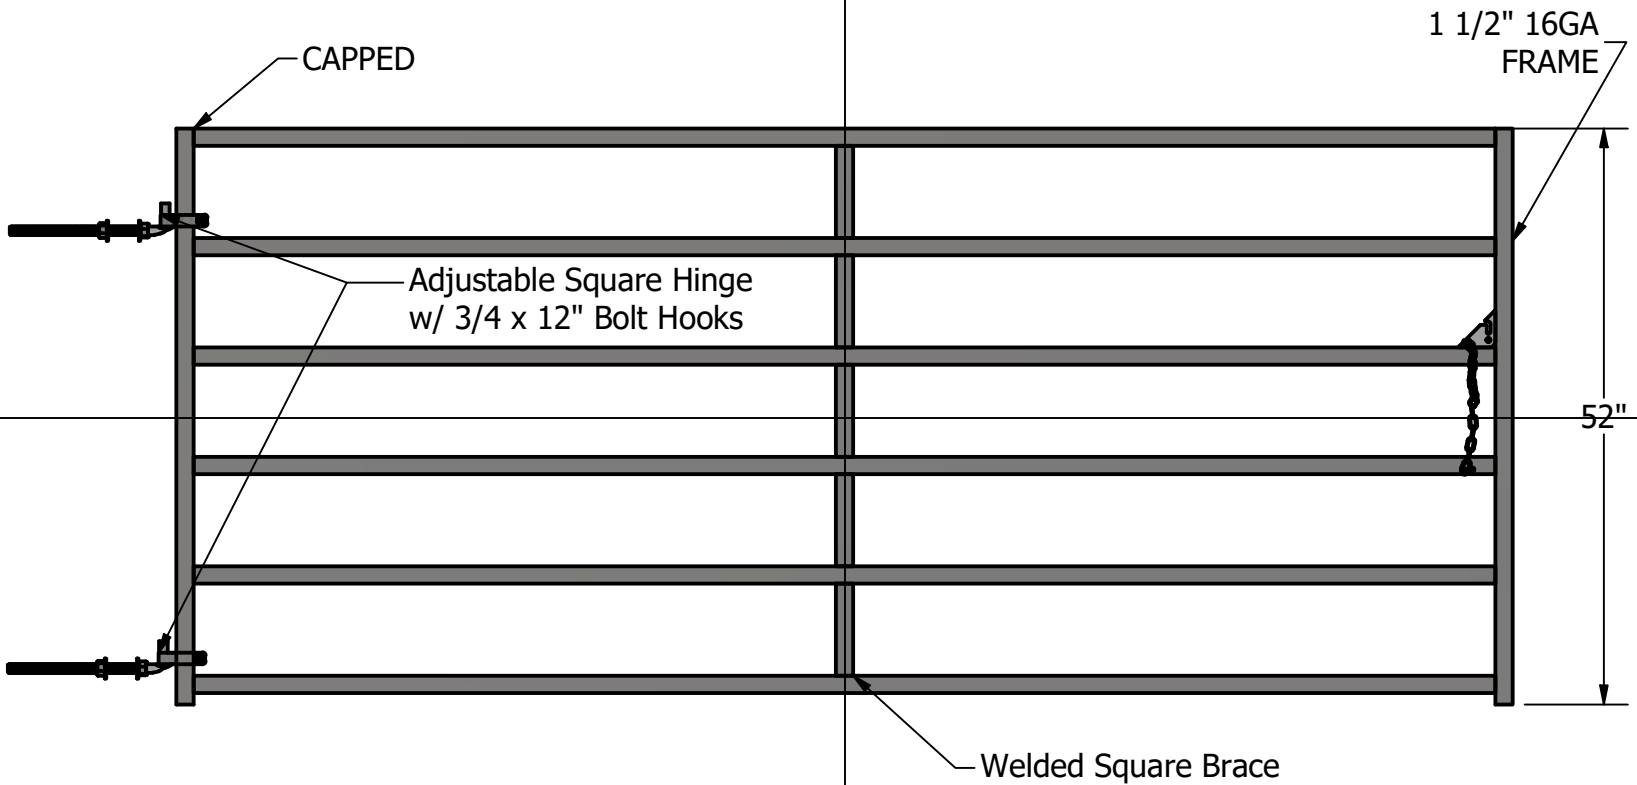 CAPPED
1 1/2" 16GA
FRAME
Adjustable Square Hinge
w/ 3/4 x 12" Bolt Hooks
52"
Welded Square Brace